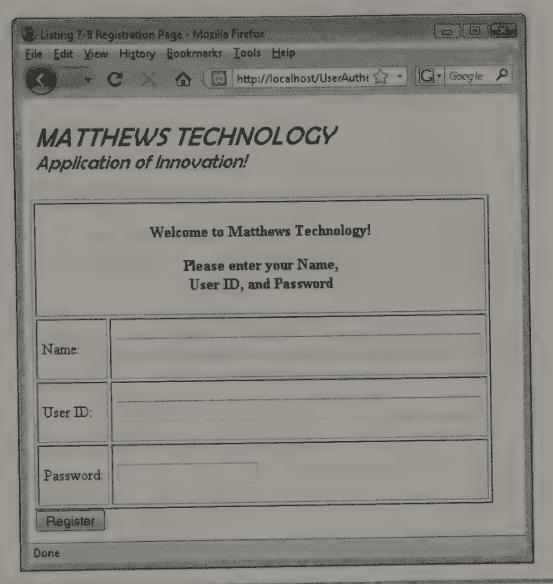 Listing 7-8 Registration Page - Mozilla Firefox
File Edit View History Bookmarks Tools Help
http://localhost/UserAuthe
G Google
MATTHEWS TECHNOLOGY
Application of Innovation!
Welcome to Matthews Technology!
Please enter your Name,
User ID, and Password
Name:
User ID:
Password:
Register
Done